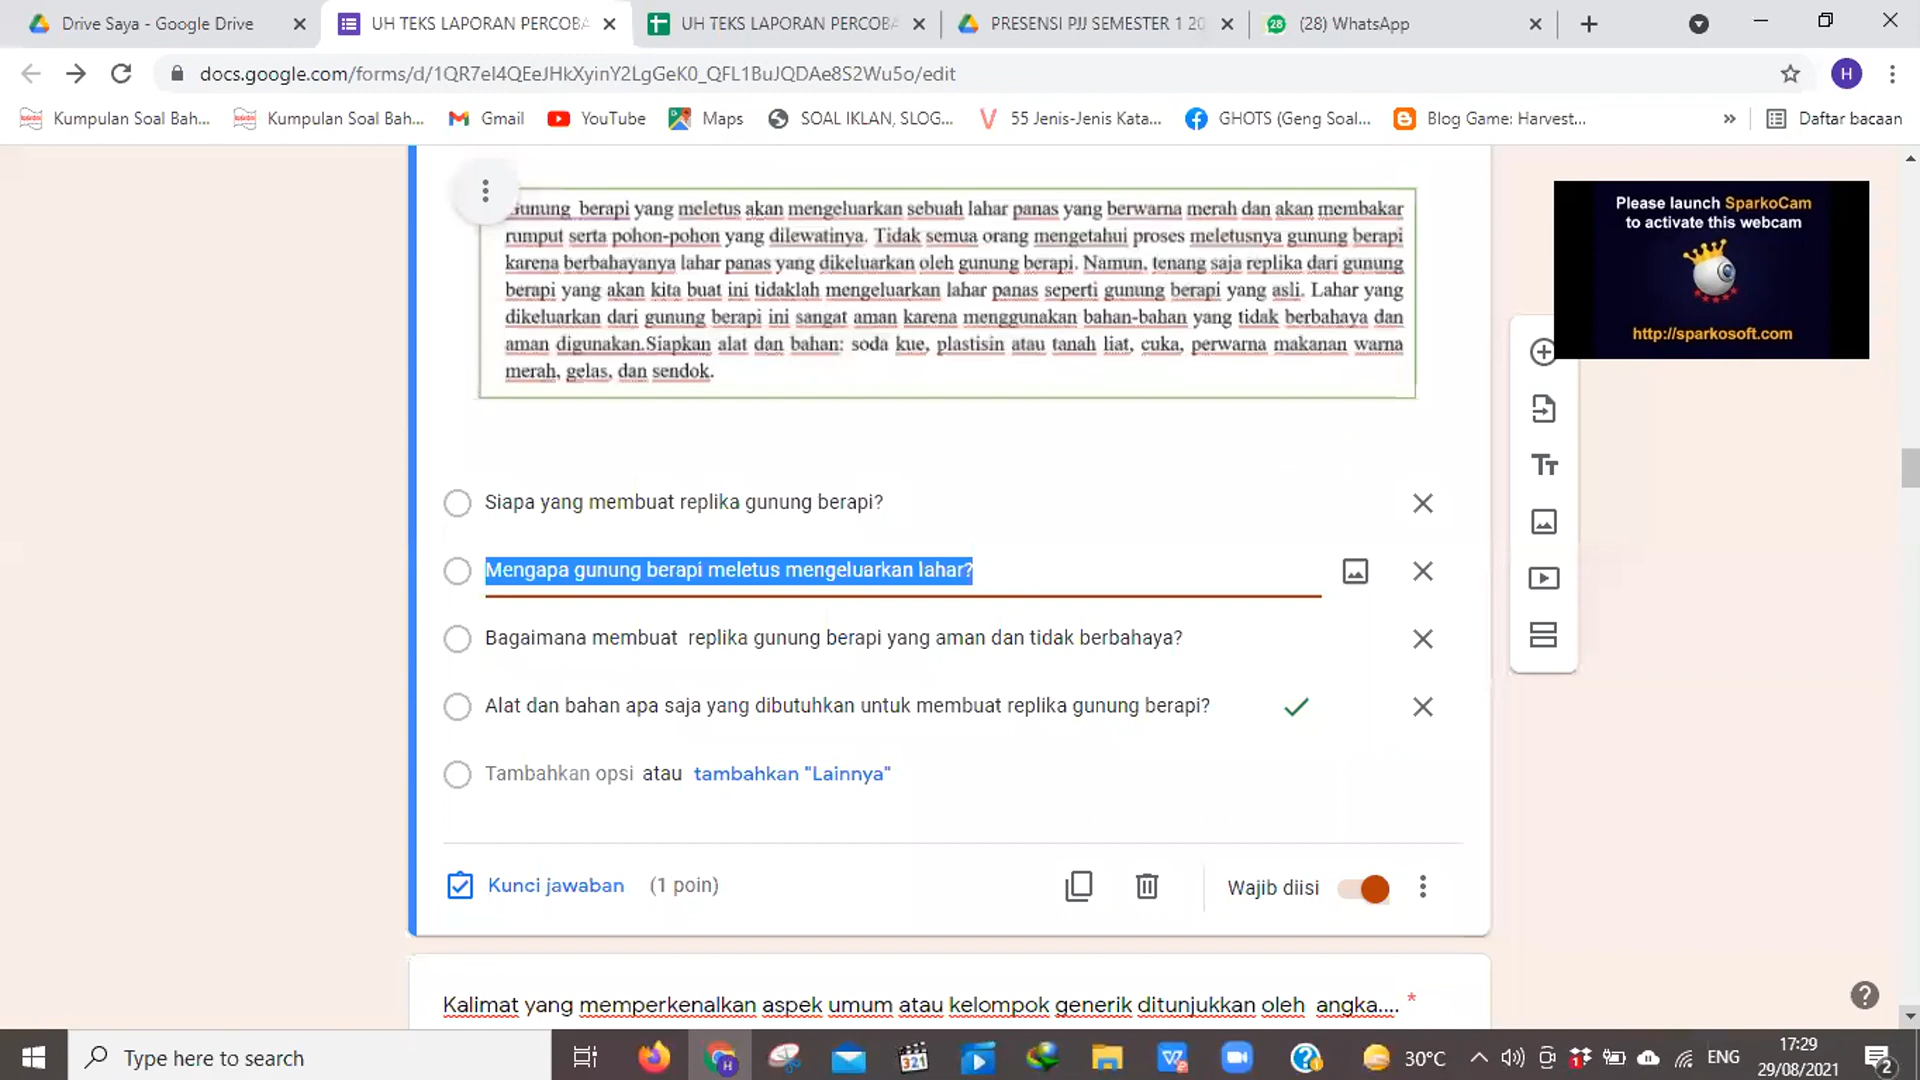 Drive Saya - Google Drive
UH TEKS LAPORAN PERCOBA
UH TEKS LAPORAN PERCOBA
PRESENSI PJJ SEMESTER 1 20
(28) WhatsApp
docs.google.com/forms/d/1QR7eI4QEeJHkXyinY2LgGeK0_QFL1BuJQDAe8S2Wu5o/edit
Kumpulan Soal Bah...
Kumpulan Soal Bah...
Gmail
YouTube
Maps
SOAL IKLAN, SLOG...
55 Jenis-Jenis Kata...
GHOTS (Geng Soal...
Blog Game: Harvest...
»
Daftar bacaan
Gunung berapi yang meletus akan mengeluarkan sebuah lahar panas yang berwarna merah dan akan membakar
rumput serta pohon-pohon yang dilewatinya. Tidak semua orang mengetahui proses meletusnya gunung berapi
karena berbahayanya lahar panas yang dikeluarkan oleh gunung berapi. Namun, tenang saja replika dari gunung
berapi yang akan kita buat ini tidaklah mengeluarkan lahar panas seperti gunung berapi yang asli. Lahar yang
dikeluarkan dari gunung berapi ini sangat aman karena menggunakan bahan-bahan yang tidak berbahaya dan
aman digunakan.Siapkan alat dan bahan: soda kue, plastisin atau tanah liat, cuka, perwarna makanan warna
merah, gelas, dan sendok.
Please launch SparkoCam
to activate this webcam
http://sparkosoft.com
Siapa yang membuat replika gunung berapi?
Mengapa gunung berapi meletus mengeluarkan lahar?
Bagaimana membuat  replika gunung berapi yang aman dan tidak berbahaya?
Alat dan bahan apa saja yang dibutuhkan untuk membuat replika gunung berapi?
Tambahkan opsi atau tambahkan "Lainnya"
Kunci jawaban (1 poin)
Wajib diisi
Kalimat yang memperkenalkan aspek umum atau kelompok generik ditunjukkan oleh  angka.... *
Type here to search
30°C
ENG
17:29
29/08/2021
2